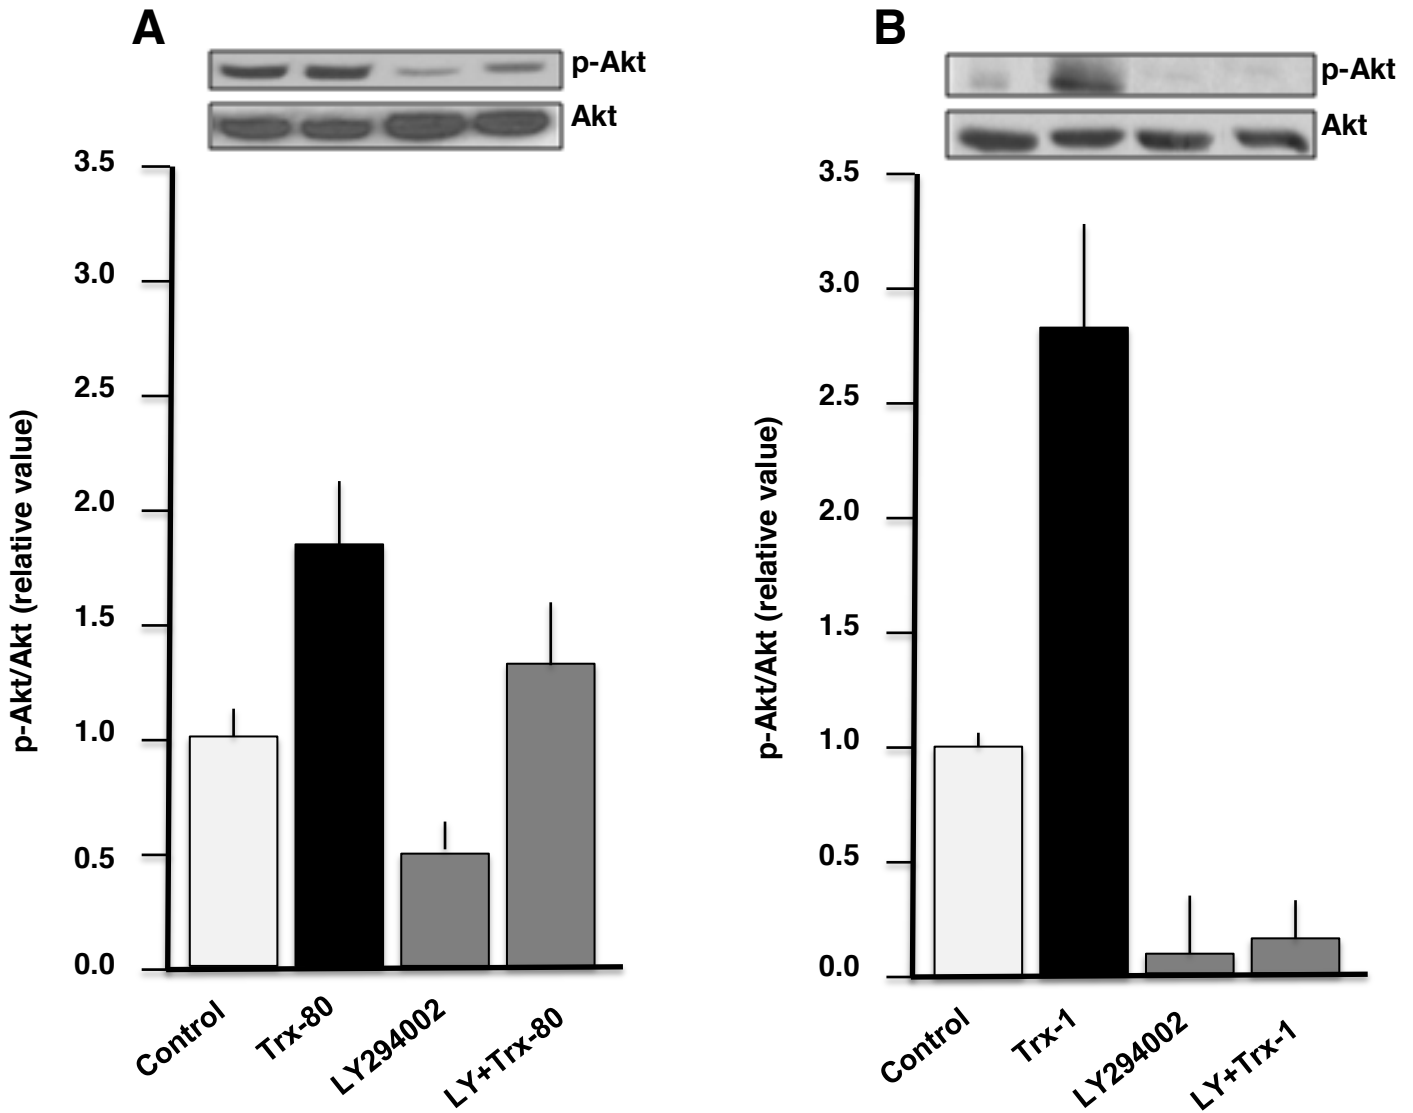 A
p-Akt
Akt
3.5
3.0
2.5
2.0
1.5
1.0
0.5
0.0
p-Akt/Akt (relative value)
Control
Trx-80
LY294002
LY+Trx-80
B
p-Akt
Akt
3.5
3.0
2.5
2.0
1.5
1.0
0.5
0.0
p-Akt/Akt (relative value)
Control
Trx-1
LY294002
LY+Trx-1